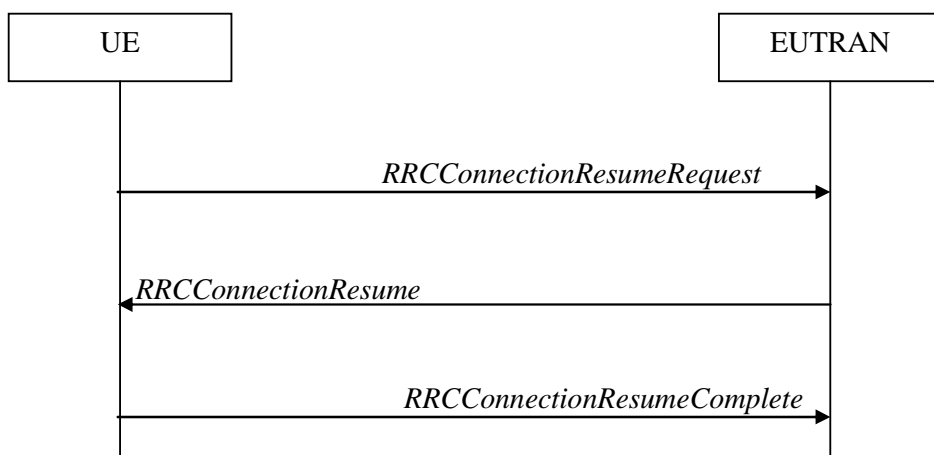 UE
EUTRAN
RRCConnectionResumeRequest
RRCConnectionResume
RRCConnectionResumeComplete